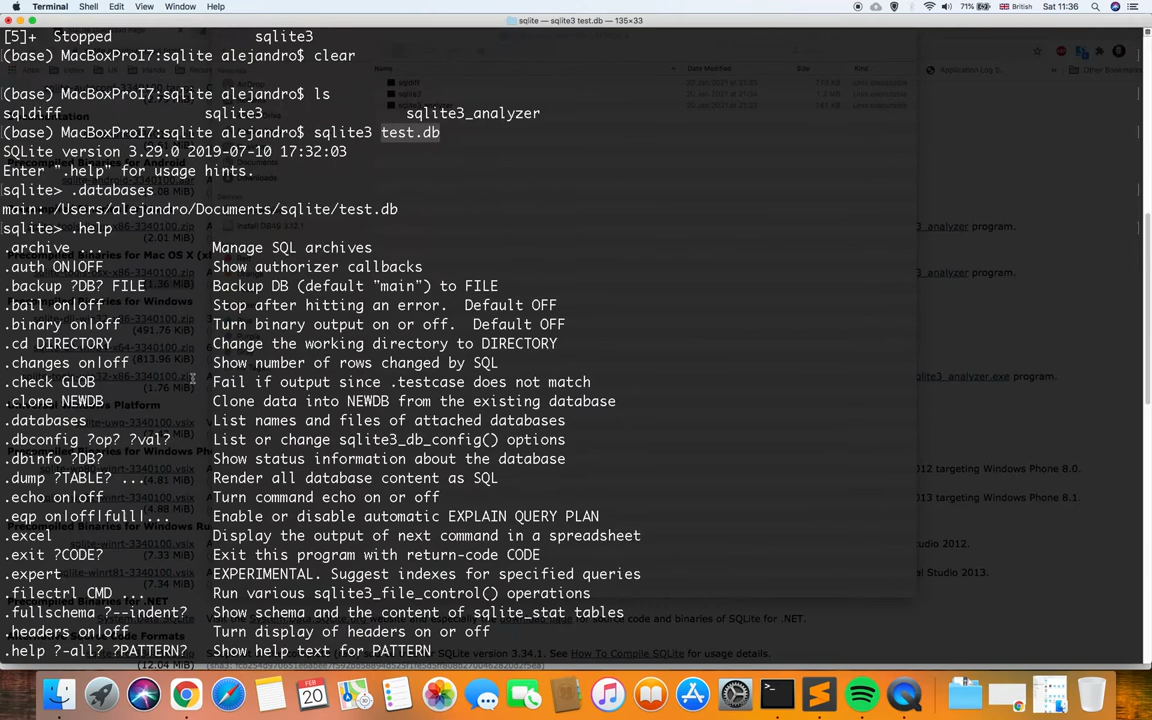 Terminal Shell Edit View Window Help
71% British Sat 11:36
sqlite — sqlite3 test.db — 135×33
[5]+ Stopped sqlite3
(base) MacBoxProI7:sqlite alejandro$ clear
(base) MacBoxProI7:sqlite alejandro$ ls
sqldiff sqlite3 sqlite3_analyzer
(base) MacBoxProI7:sqlite alejandro$ sqlite3 test.db
SQLite version 3.29.0 2019-07-10 17:32:03
Enter ".help" for usage hints.
sqlite> .databases
main: /Users/alejandro/Documents/sqlite/test.db
sqlite> .help
.archive ... Manage SQL archives
.auth ON|OFF Show authorizer callbacks
.backup ?DB? FILE Backup DB (default "main") to FILE
.bail on|off Stop after hitting an error. Default OFF
.binary on|off Turn binary output on or off. Default OFF
.cd DIRECTORY Change the working directory to DIRECTORY
.changes on|off Show number of rows changed by SQL
.check GLOB Fail if output since .testcase does not match
.clone NEWDB Clone data into NEWDB from the existing database
.databases List names and files of attached databases
.dbconfig ?op? ?val? List or change sqlite3_db_config() options
.dbinfo ?DB? Show status information about the database
.dump ?TABLE? ... Render all database content as SQL
.echo on|off Turn command echo on or off
.eqp on|off|full|... Enable or disable automatic EXPLAIN QUERY PLAN
.excel Display the output of next command in a spreadsheet
.exit ?CODE? Exit this program with return-code CODE
.expert EXPERIMENTAL. Suggest indexes for specified queries
.filectrl CMD ... Run various sqlite3_file_control() operations
.fullschema ?--indent? Show schema and the content of sqlite_stat tables
.headers on|off Turn display of headers on or off
.help ?-all? ?PATTERN? Show help text for PATTERN
FEB
20